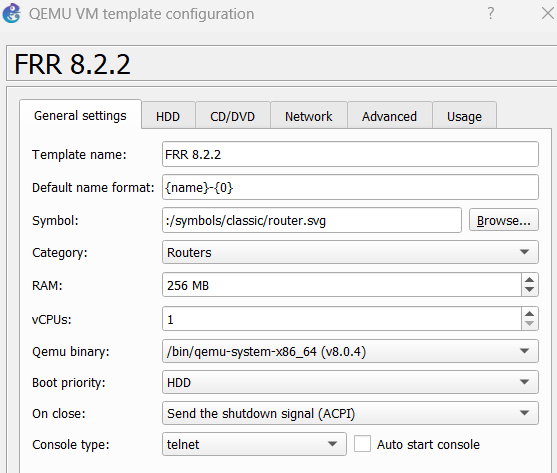 QEMU VM template configuration ? ×
FRR 8.2.2
General settings HDD CD/DVD Network Advanced Usage
Template name: FRR 8.2.2
Default name format: {name}-{0}
Symbol: :/symbols/classic/router.svg Browse...
Category: Routers
RAM: 256 MB
vCPUs: 1
Qemu binary: /bin/qemu-system-x86_64 (v8.0.4)
Boot priority: HDD
On close: Send the shutdown signal (ACPI)
Console type: telnet Auto start console